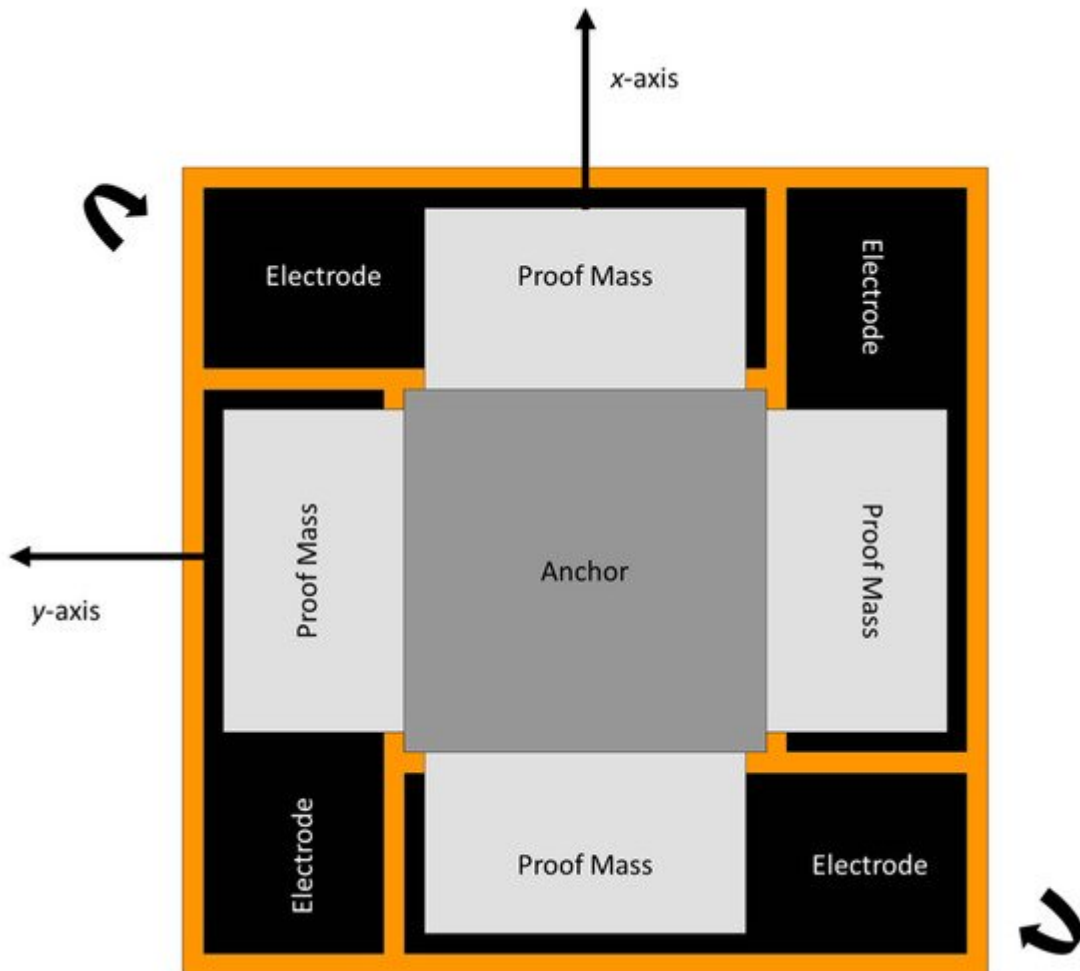 x-axis
Electrode
Proof Mass
Electrode
Proof Mass
Anchor
Proof Mass
y-axis
Electrode
Proof Mass
Electrode